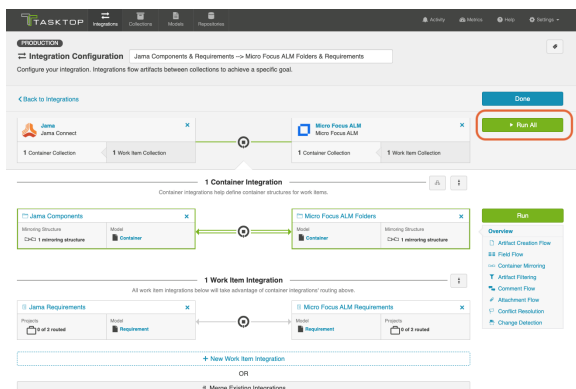 TASKTOP
Integrations
Collections
Models
Repositories
Activity
Metrics
Help
Settings
PRODUCTION
Integration Configuration
Jama Components & Requirements --> Micro Focus ALM Folders & Requirements
Configure your integration. Integrations flow artifacts between collections to achieve a specific goal.
Back to Integrations
Done
Jama
Jama Connect
Micro Focus ALM
Micro Focus ALM
Run All
1 Container Collection
1 Work Item Collection
1 Container Collection
1 Work Item Collection
1 Container Integration
Container integrations help define container structures for work items.
Jama Components
Micro Focus ALM Folders
Run
Mirroring Structure
1 mirroring structure
Model
Container
Model
Container
Mirroring Structure
1 mirroring structure
Overview
Artifact Creation Flow
Field Flow
Container Mirroring
Artifact Filtering
Comment Flow
Attachment Flow
Conflict Resolution
Change Detection
1 Work Item Integration
All work item integrations below will take advantage of container integrations' routing above.
Jama Requirements
Micro Focus ALM Requirements
Projects
0 of 3 routed
Model
Requirement
Model
Requirement
Projects
0 of 2 routed
+ New Work Item Integration
OR
Merge Existing Integrations